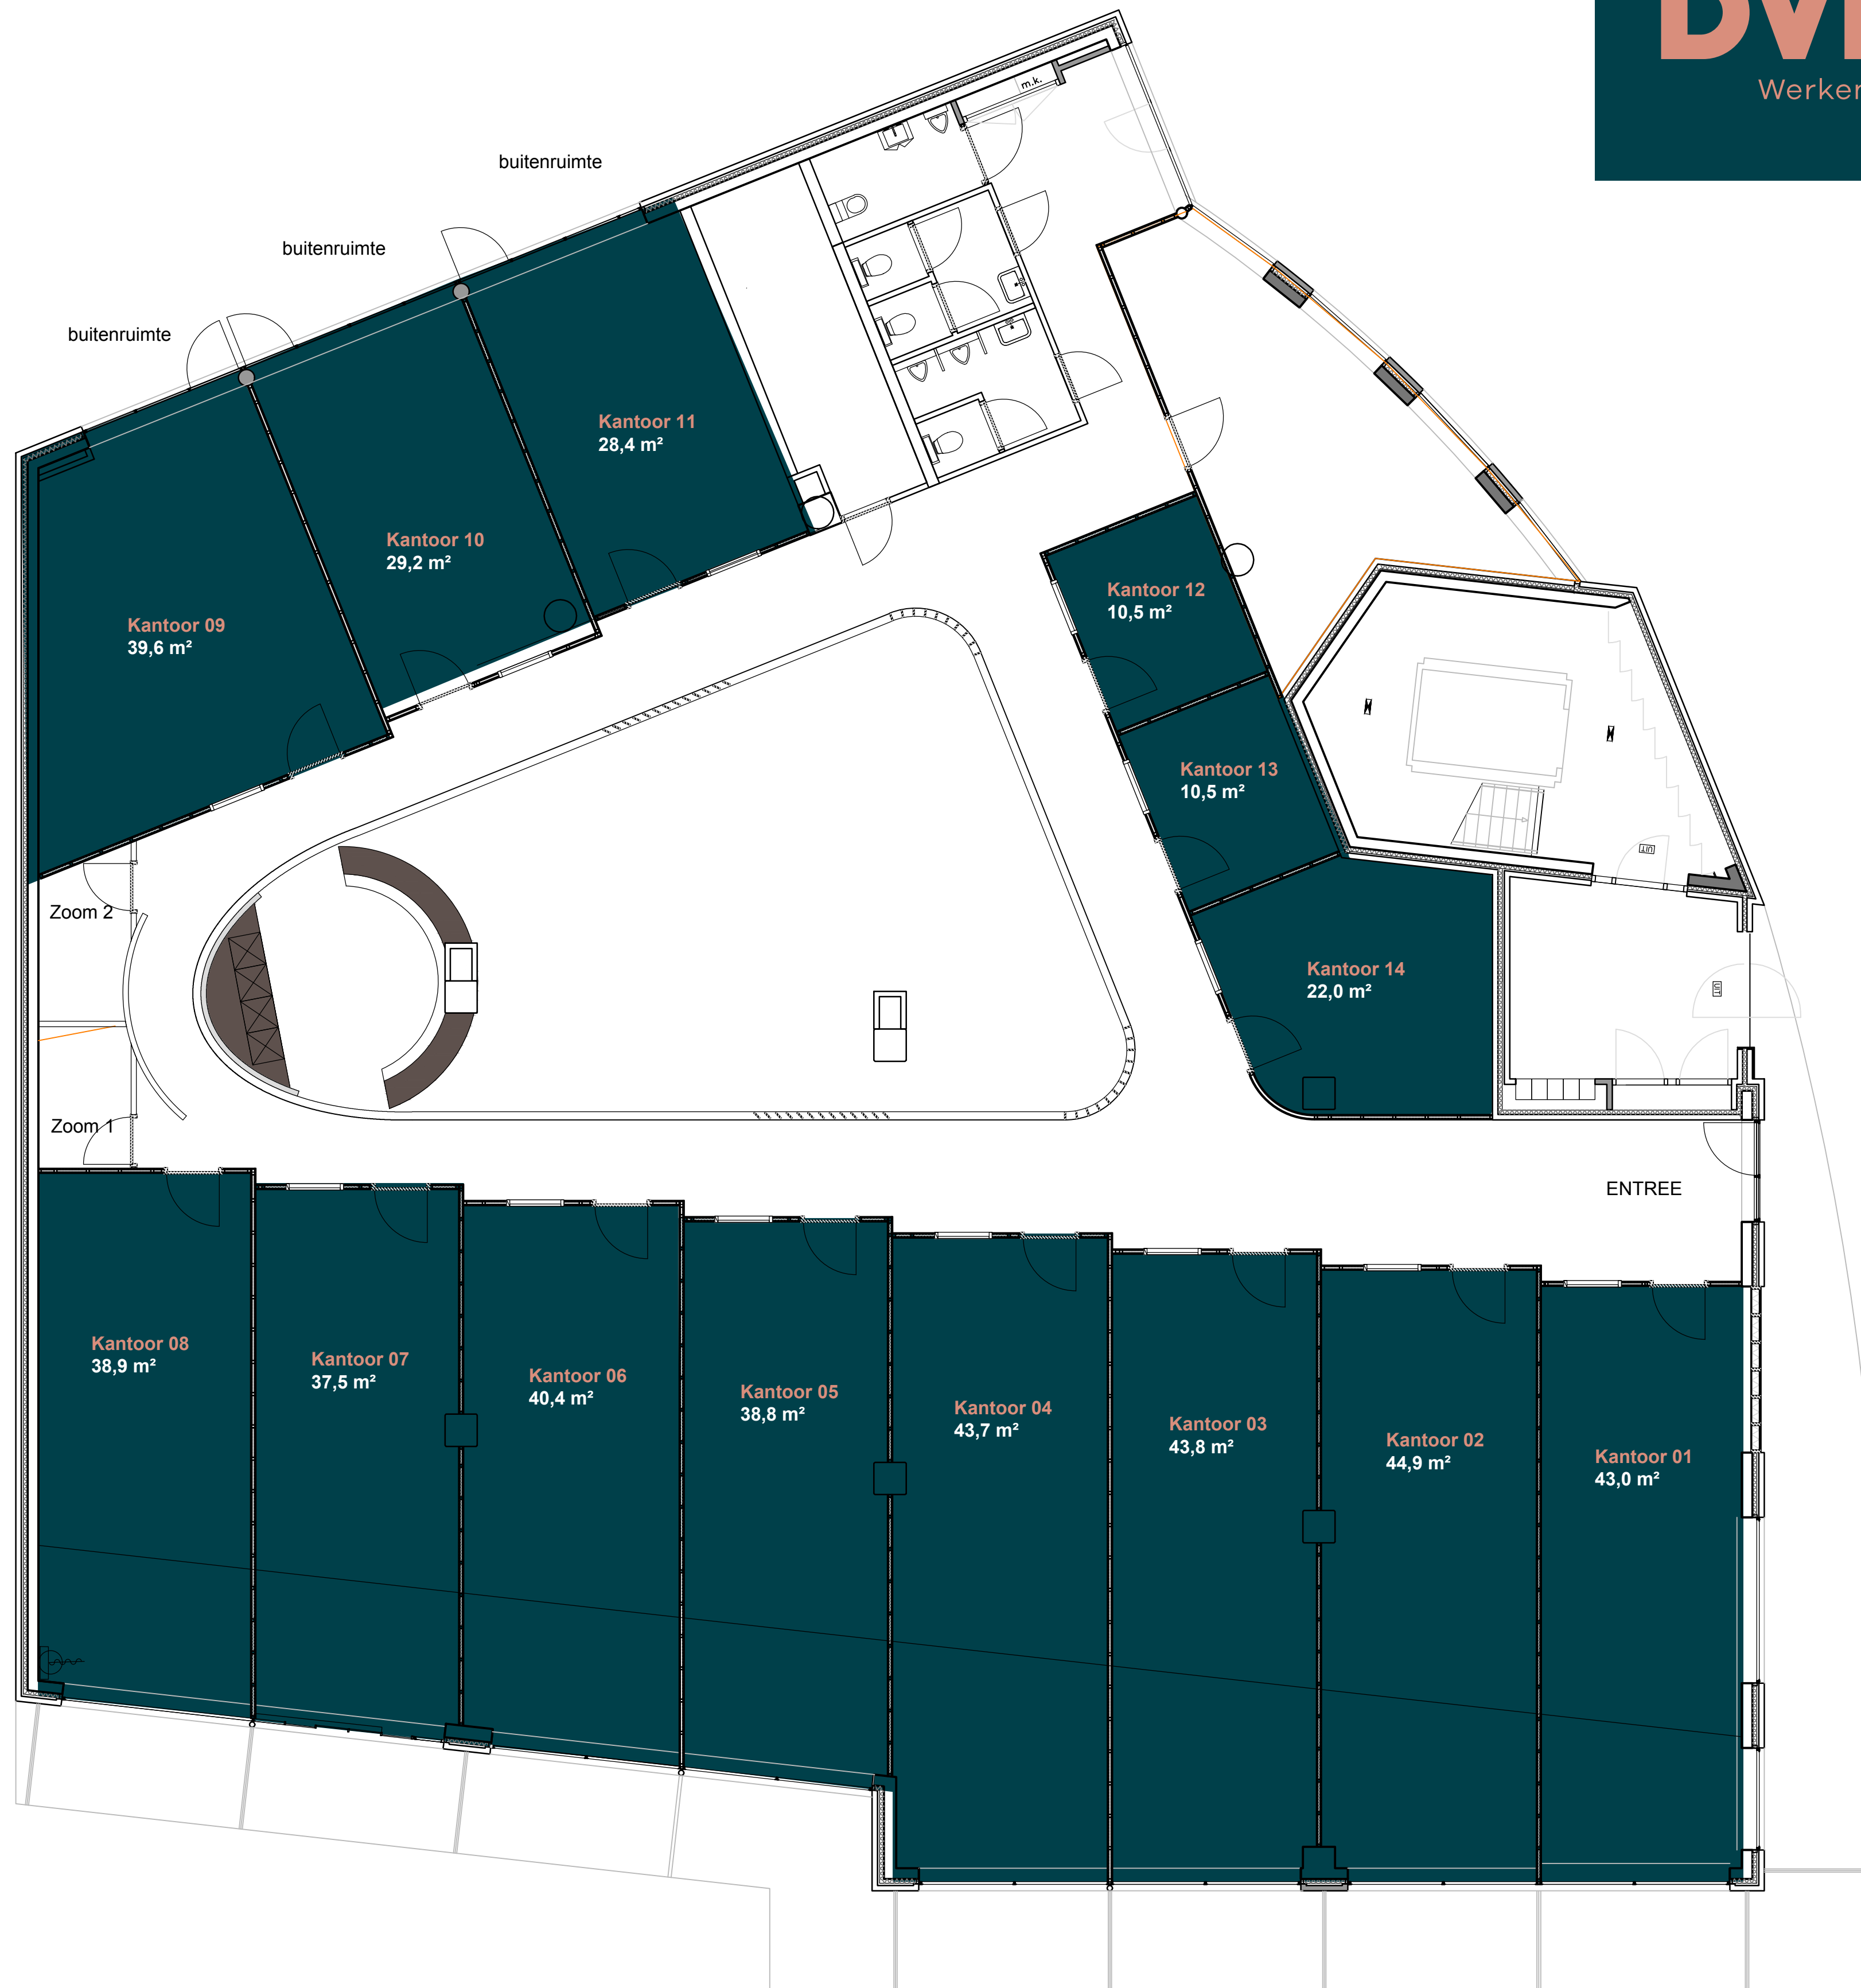 buitenruimte
buitenruimte
buitenruimte
m.k.
Kantoor 11
28,4 m²
Kantoor 10
29,2 m²
Kantoor 09
39,6 m²
Kantoor 12
10,5 m²
Kantoor 13
10,5 m²
Kantoor 14
22,0 m²
UIT
UIT
Zoom 2
Zoom 1
ENTREE
Kantoor 08
38,9 m²
Kantoor 07
37,5 m²
Kantoor 06
40,4 m²
Kantoor 05
38,8 m²
Kantoor 04
43,7 m²
Kantoor 03
43,8 m²
Kantoor 02
44,9 m²
Kantoor 01
43,0 m²